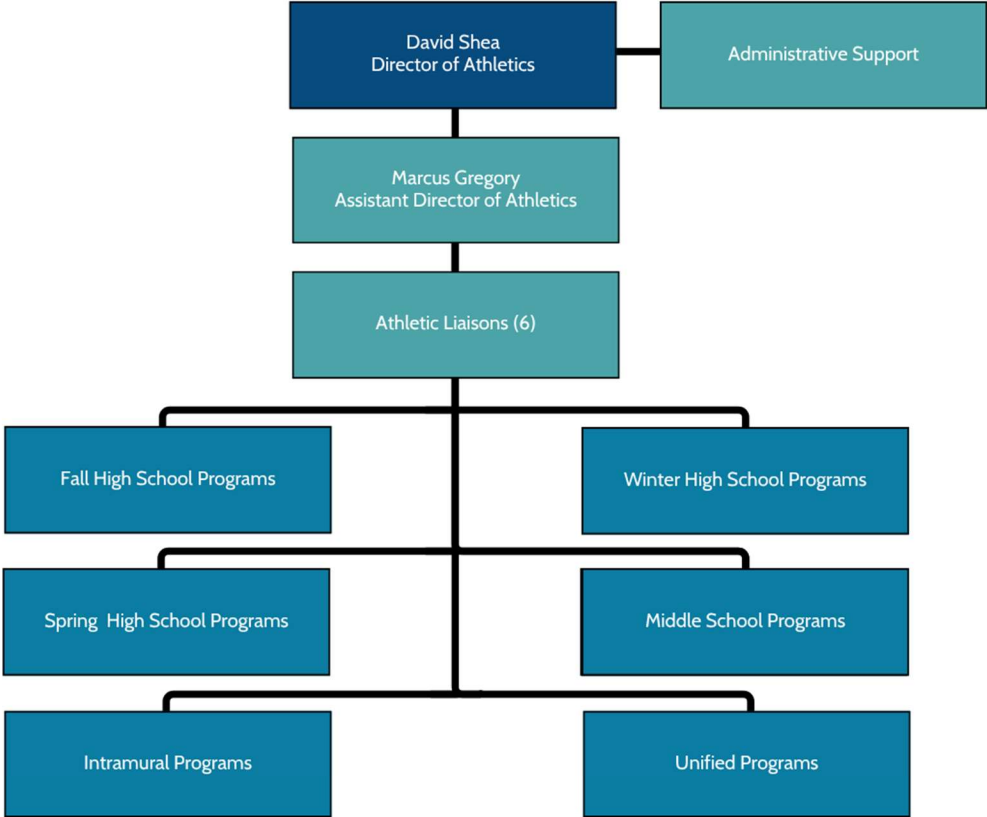 David Shea
Director of Athletics
Administrative Support
Marcus Gregory
Assistant Director of Athletics
Athletic Liaisons (6)
Fall High School Programs
Winter High School Programs
Spring  High School Programs
Middle School Programs
Intramural Programs
Unified Programs